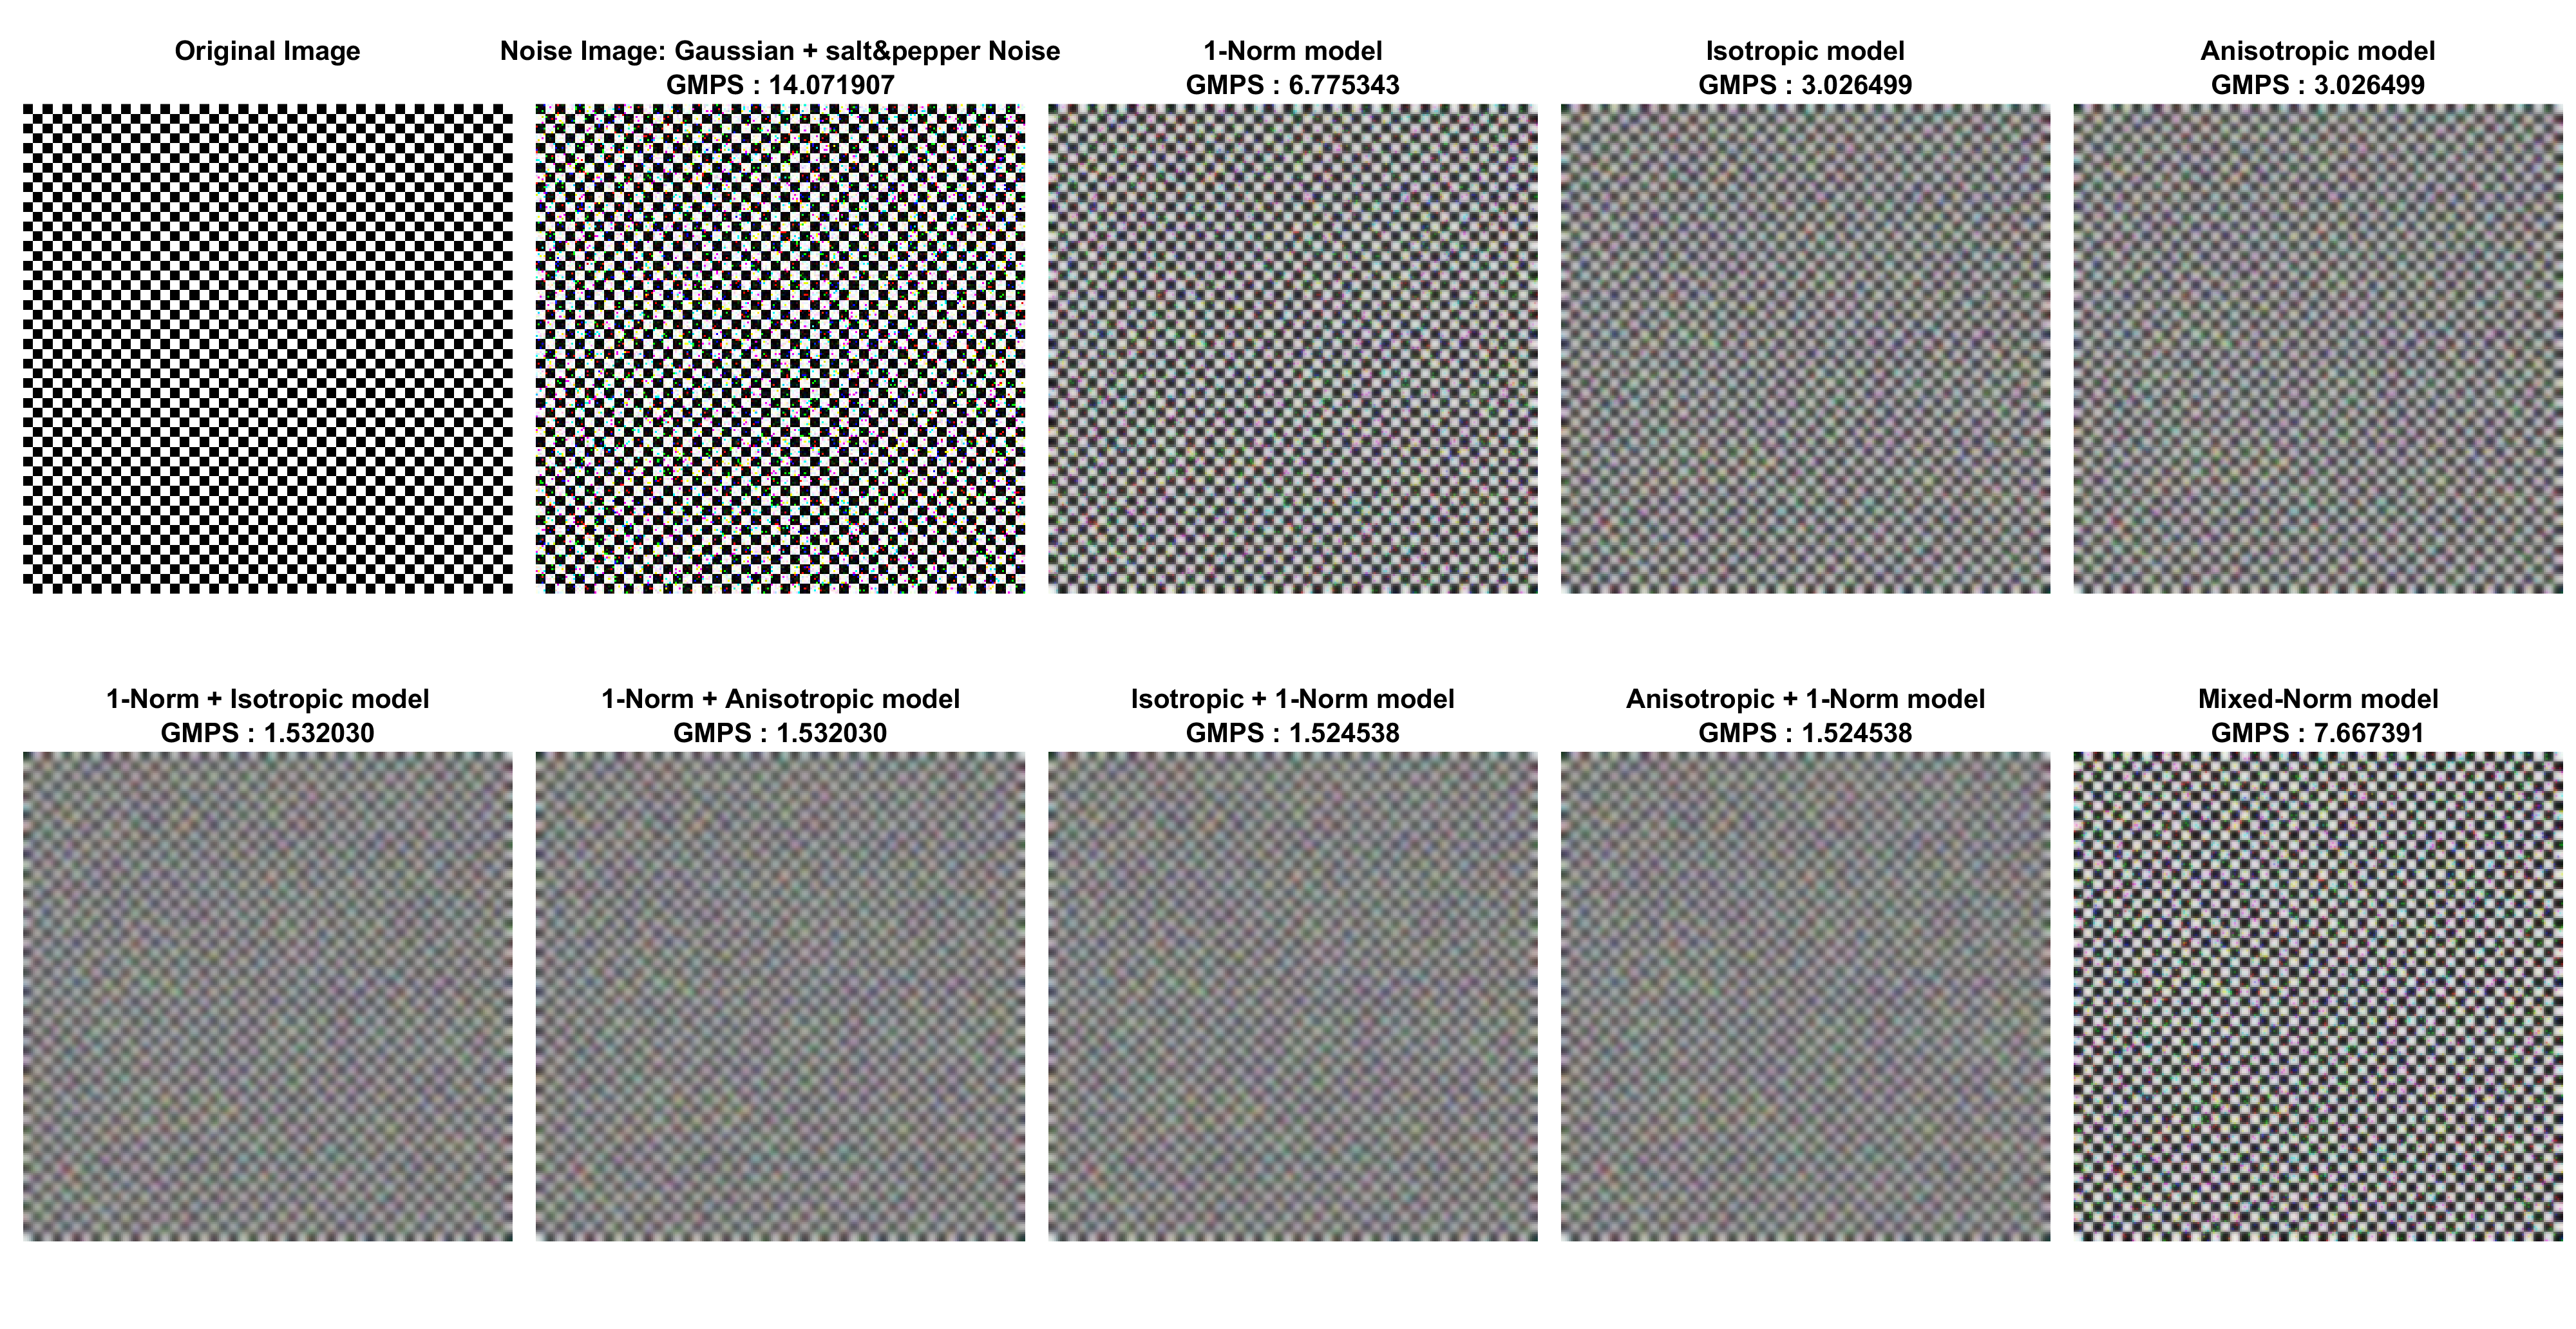 Original Image
Noise Image: Gaussian + salt&pepper Noise
GMPS : 14.071907
1-Norm model
GMPS : 6.775343
Isotropic model
GMPS : 3.026499
Anisotropic model
GMPS : 3.026499
1-Norm + Isotropic model
GMPS : 1.532030
1-Norm + Anisotropic model
GMPS : 1.532030
Isotropic + 1-Norm model
GMPS : 1.524538
Anisotropic + 1-Norm model
GMPS : 1.524538
Mixed-Norm model
GMPS : 7.667391